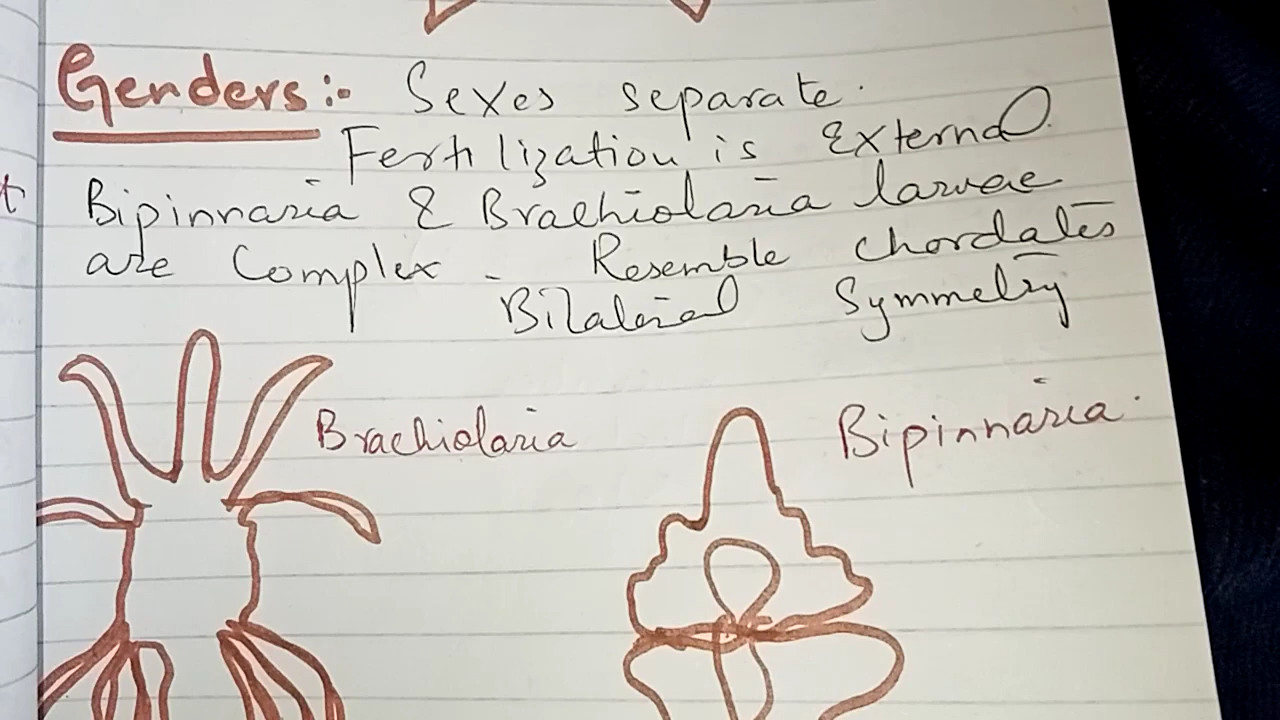 Genders:- Sexes separate.
Fertilization is External.
Bipinnaria & Brachiolaria larvae
are Complex - Resemble Chordates
Bilateral Symmetry
Brachiolaria
Bipinnaria.